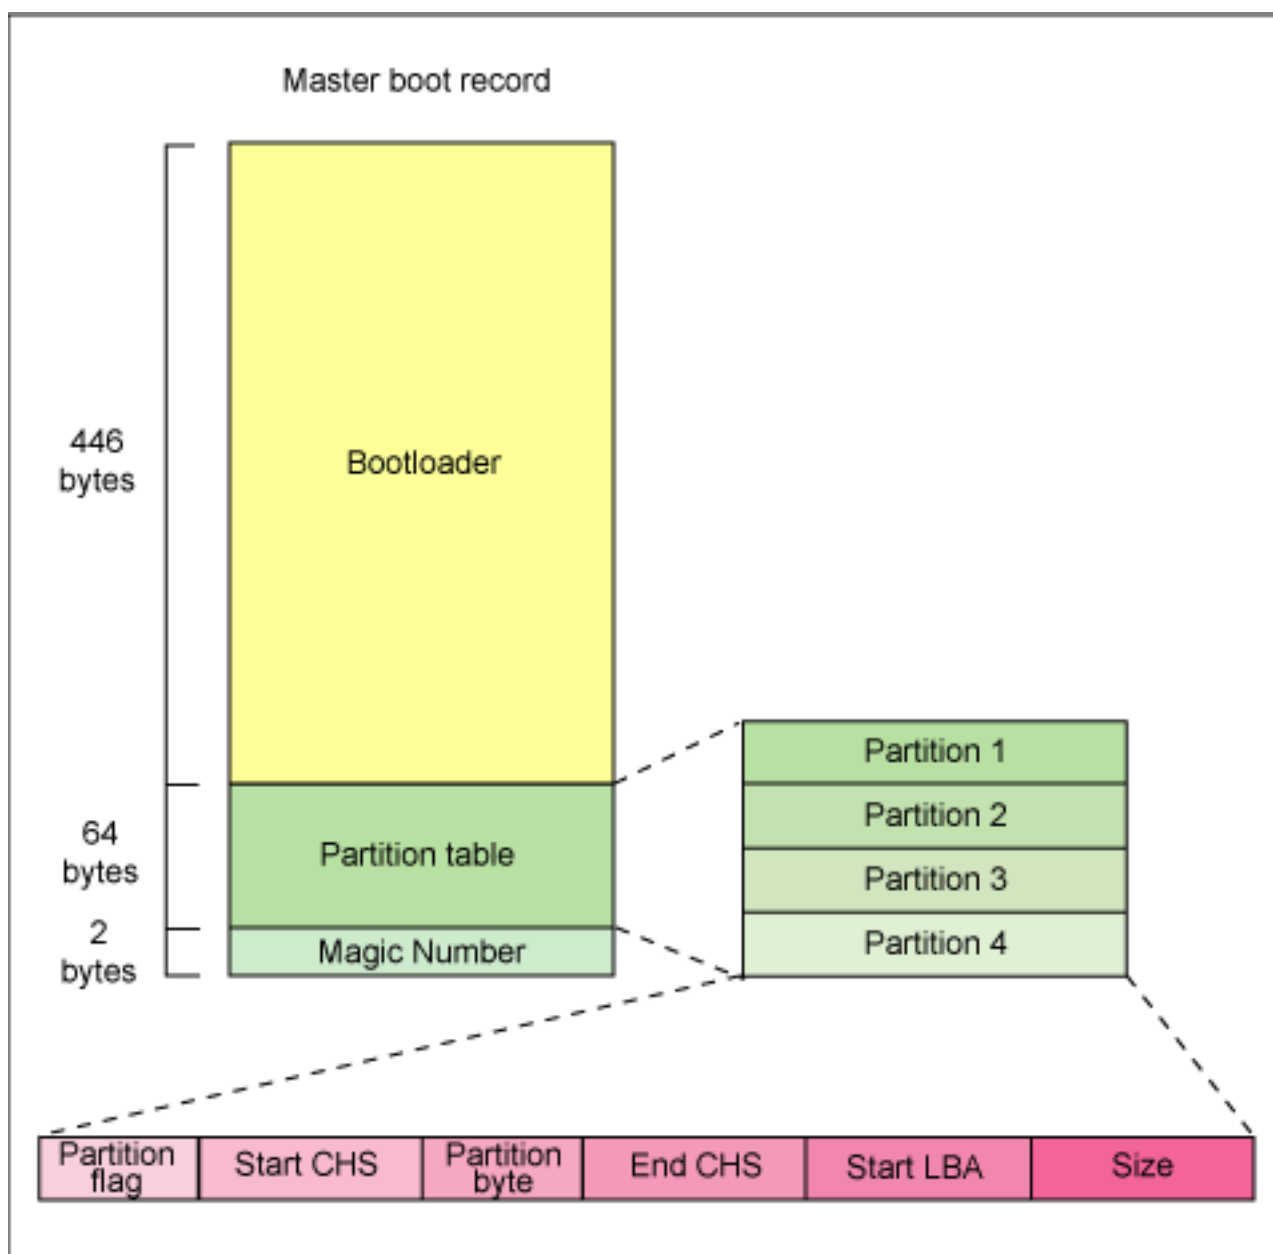 Master boot record
446
bytes
Bootloader
Partition 1
Partition 2
64
bytes
Partition table
Partition 3
2
bytes
Magic Number
Partition 4
Partition
flag
Start CHS
Partition
byte
End CHS
Start LBA
Size